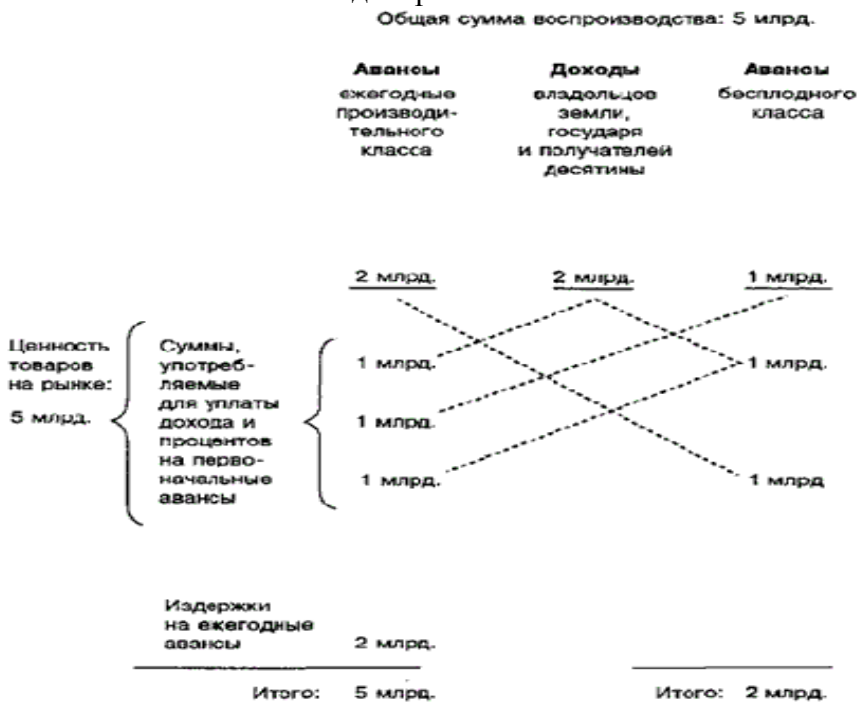 Общая сумма воспроизводства: 5 млрд.
Авансы
ежегодные
производи-
тельного
класса
Доходы
владельцев
земли,
государя
и получателей
десятины
Авансы
бесплодного
класса
2 млрд.
2 млрд.
1 млрд.
Ценность
товаров
на рынке:
5 млрд.
Суммы,
употреб-
ляемые
для уплаты
дохода и
процентов
на перво-
начальные
авансы
1 млрд.
1 млрд.
1 млрд.
1 млрд.
1 млрд
Издержки
на ежегодные
авансы
2 млрд.
Итого: 5 млрд.
Итого: 2 млрд.